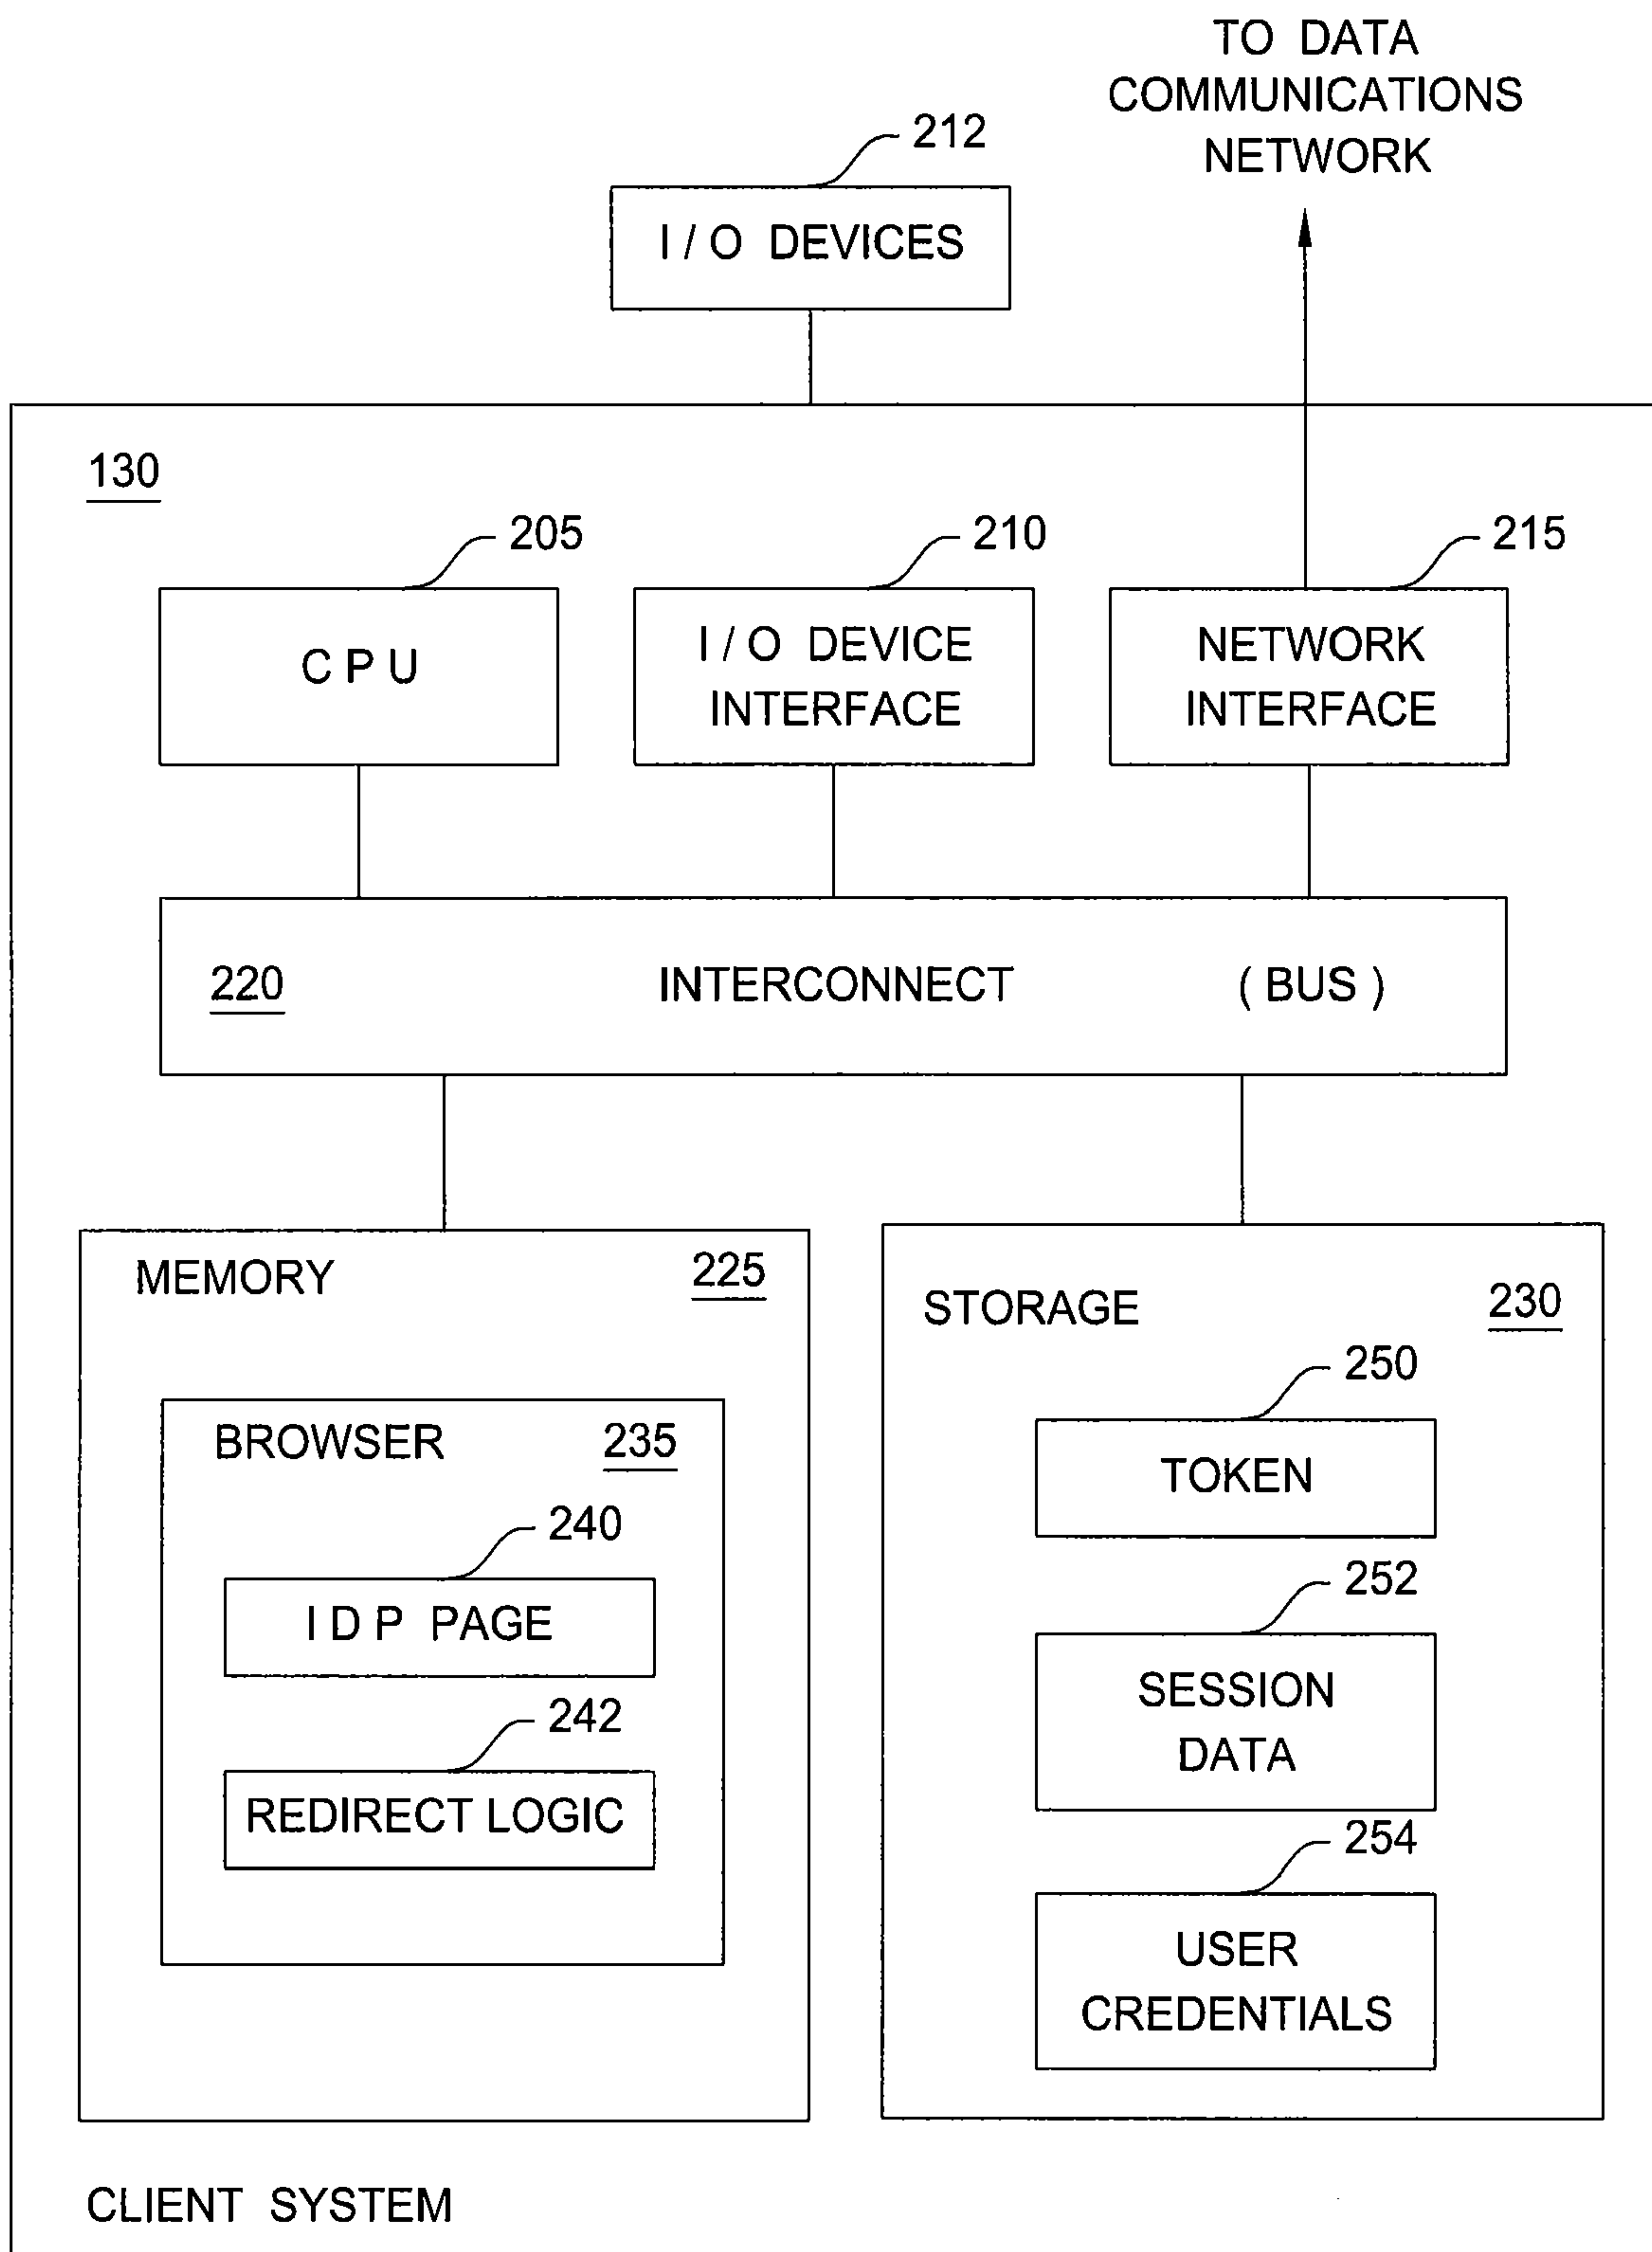 TO DATA
COMMUNICATIONS
NETWORK
212
I / O DEVICES
130
205
210
215
C P U
I / O DEVICE
INTERFACE
NETWORK
INTERFACE
220
INTERCONNECT
( BUS )
MEMORY
225
BROWSER
235
240
I D P PAGE
242
REDIRECT LOGIC
STORAGE
230
250
TOKEN
252
SESSION
DATA
254
USER
CREDENTIALS
CLIENT SYSTEM